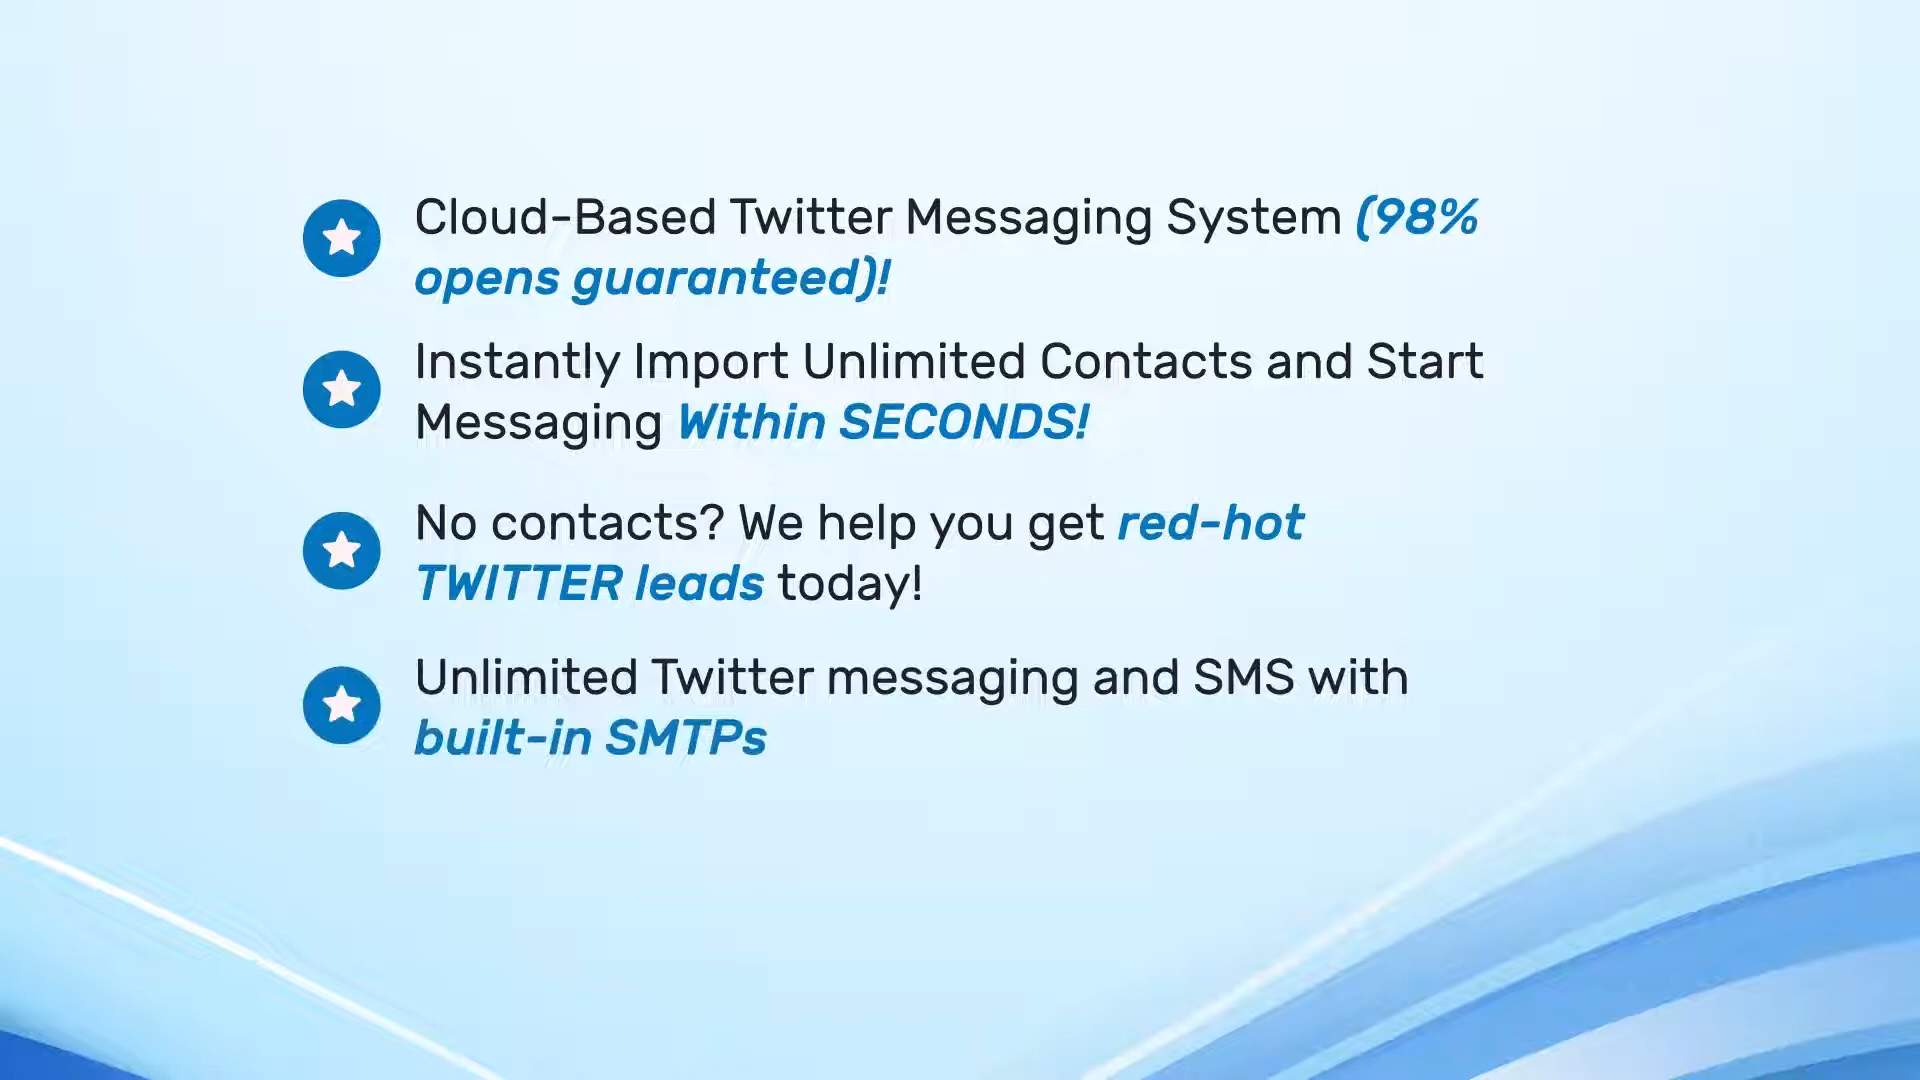 Cloud-Based Twitter Messaging System (98%
opens guaranteed)!
Instantly Import Unlimited Contacts and Start
Messaging Within SECONDS!
No contacts? We help you get red-hot
TWITTER leads today!
Unlimited Twitter messaging and SMS with
built-in SMTPs